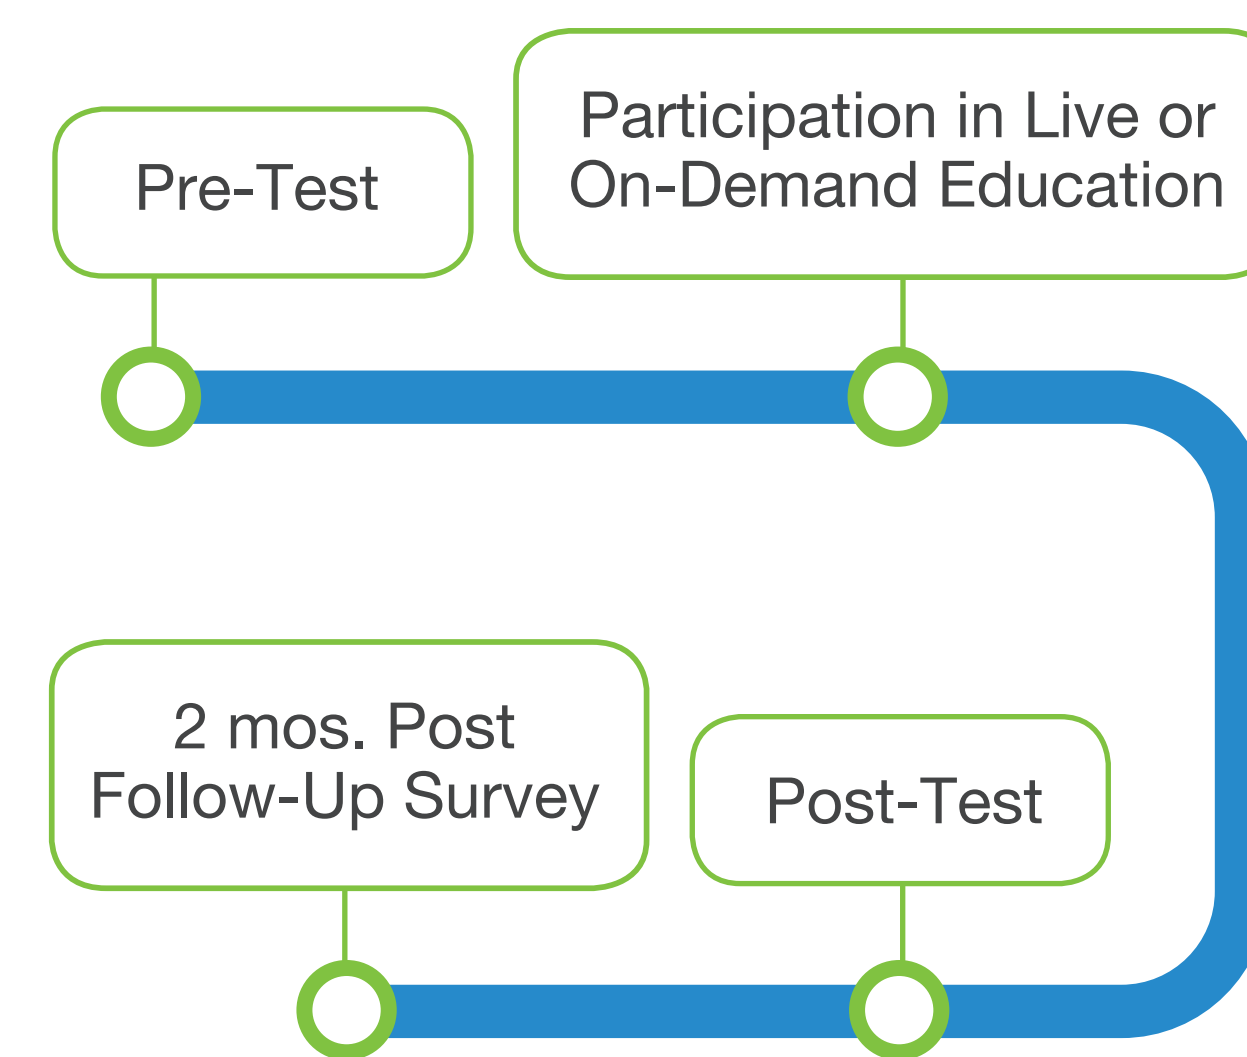 Pre-Test
Participation in Live or
On-Demand Education
2 mos. Post
Follow-Up Survey
Post-Test